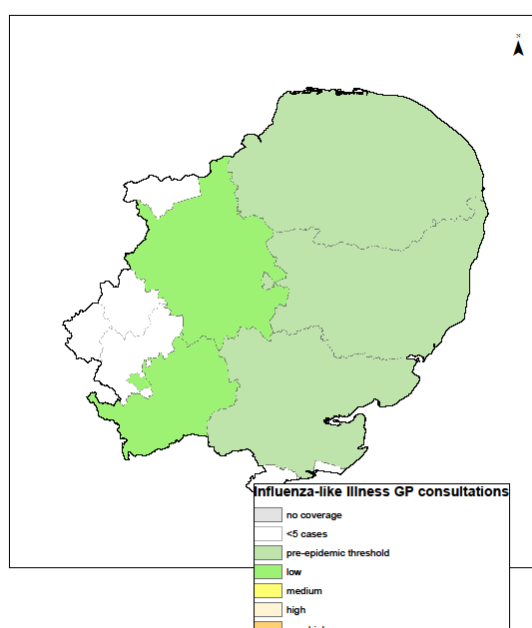 N
Influenza-like Illness GP consultations
no coverage
<5 cases
pre-epidemic threshold
low
medium
high